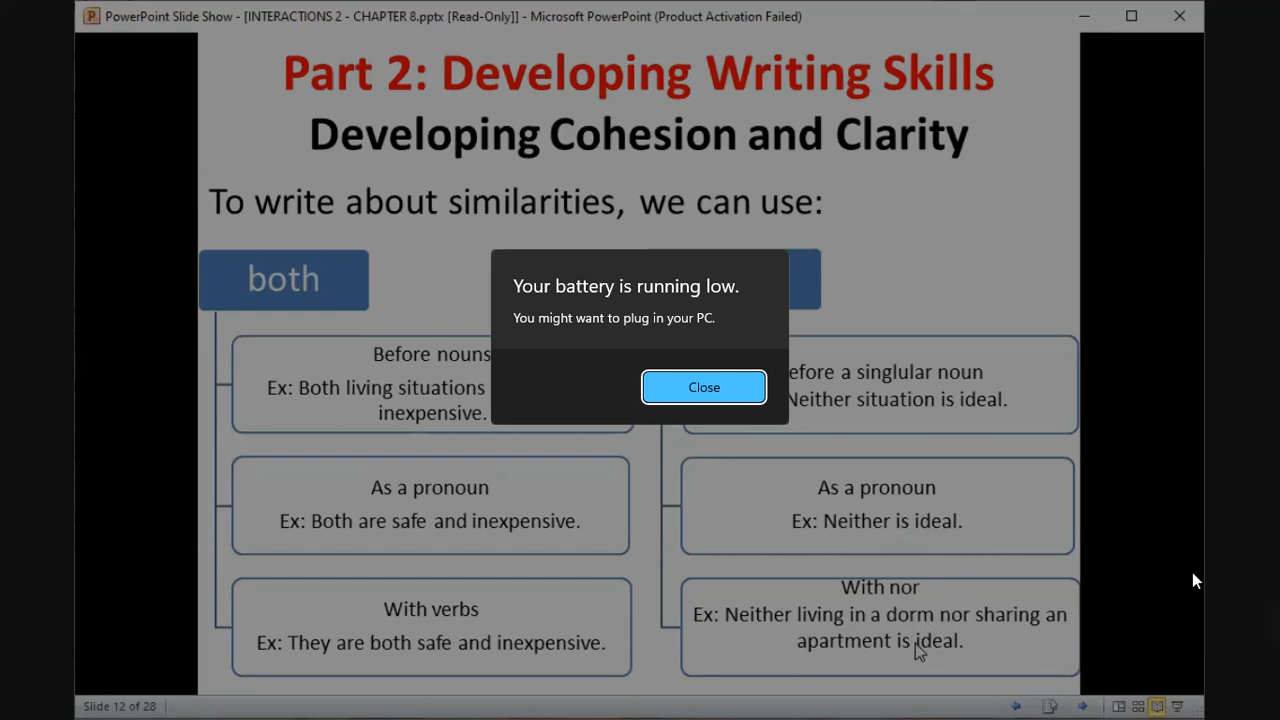 PowerPoint Slide Show - [INTERACTIONS 2 - CHAPTER 8.pptx [Read-Only]] - Microsoft PowerPoint (Product Activation Failed)
Part 2: Developing Writing Skills
Developing Cohesion and Clarity
To write about similarities, we can use:
both
Before nouns
Ex: Both living situations
inexpensive.
As a pronoun
Ex: Both are safe and inexpensive.
With verbs
Ex: They are both safe and inexpensive.
Your battery is running low.
You might want to plug in your PC.
Close
a singlular noun
Neither situation is ideal.
As a pronoun
Ex: Neither is ideal.
With nor
Ex: Neither living in a dorm nor sharing an
apartment is ideal.
Slide 12 of 28